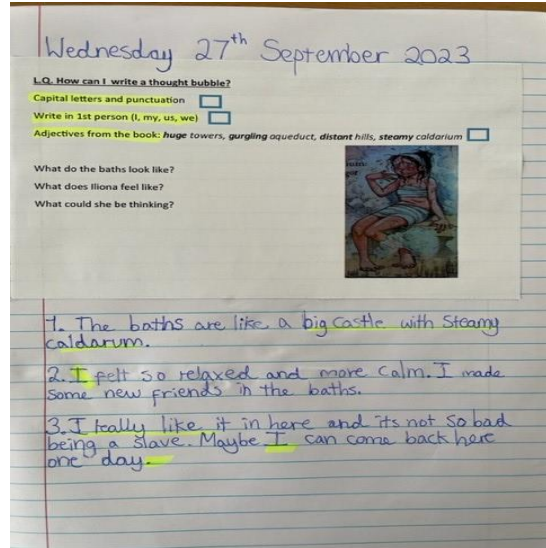 Wednesday 27th September 2023
L.Q. How can I write a thought bubble?
Capital letters and punctuation
Write in 1st person (I, my, us, we)
Adjectives from the book: huge towers, gurgling aqueduct, distant hills, steamy caldarium
What do the baths look like?
What does Iliona feel like?
What could she be thinking?
1. The baths are like a big castle with Steamy
caldarum.
2. I felt so relaxed and more calm. I made
some new friends in the baths.
3. I really like it in here and its not so bad
being a slave. Maybe I can come back here
one day.